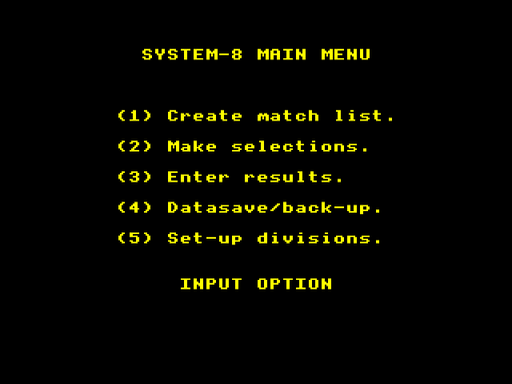 SYSTEM-8 MAIN MENU
(1) Create match list.
(2) Make selections.
(3) Enter results.
(4) Datasave/back-up.
(5) Set-up divisions.
INPUT OPTION